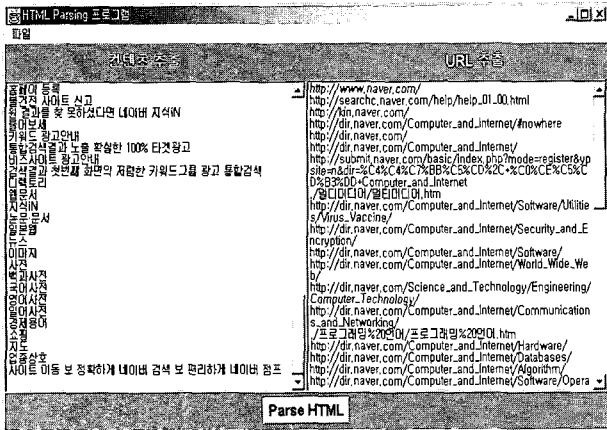 HTML Parsing 프로그램
파일
컨텐츠 추출
URL 추출
홈페이 등록
불건전 사이트 신고
원 결과를 찾 못하셨다면 네이버 지식iN
물어보세
키워드 광고안내
통합검색결과 노출 확실한 100% 타겟광고
비즈사이트 광고안내
검색결과 첫번째 화면약 저렴한 키워드그룹 광고 통합검색
디렉토리
웹문서
지식iN
논문·문서
일본웹
뉴스
이미지
사전
백과사전
국어사전
영어사전
일어사전
경제용어
쇼핑
지도
업종상호
사이트 이동 보 정확하게 네이버 검색 보 편리하게 네이버 점프
http://www.naver.com/
http://searchc.naver.com/help/help_01_00.html
http://kin.naver.com/
http://dir.naver.com/Computer_and_Internet/#nowhere
http://dir.naver.com/
http://dir.naver.com/Computer_and_Internet/
http://submit.naver.com/basic/index.php?mode=register&yp
site=n&dir=%C4%C4%C7%BB%C5%CD%2C+%C0%CE%C5%C
D%B3%DD+Computer_and_Internet
./멀티미디어/멀티미디어.htm
http://dir.naver.com/Computer_and_Internet/Software/Utilitie
s/Virus_Vaccine/
http://dir.naver.com/Computer_and_Internet/Security_and_E
ncryption/
http://dir.naver.com/Computer_and_Internet/Software/
http://dir.naver.com/Computer_and_Internet/World_Wide_We
b/
http://dir.naver.com/Science_and_Technology/Engineering/
Computer_Technology/
http://dir.naver.com/Computer_and_Internet/Communication
s_and_Networking/
./프로그래밍%20언어/프로그래밍%20언어.htm
http://dir.naver.com/Computer_and_Internet/Hardware/
http://dir.naver.com/Computer_and_Internet/Databases/
http://dir.naver.com/Computer_and_Internet/Algorithm/
http://dir.naver.com/Computer_and_Internet/Software/Opera
Parse HTML